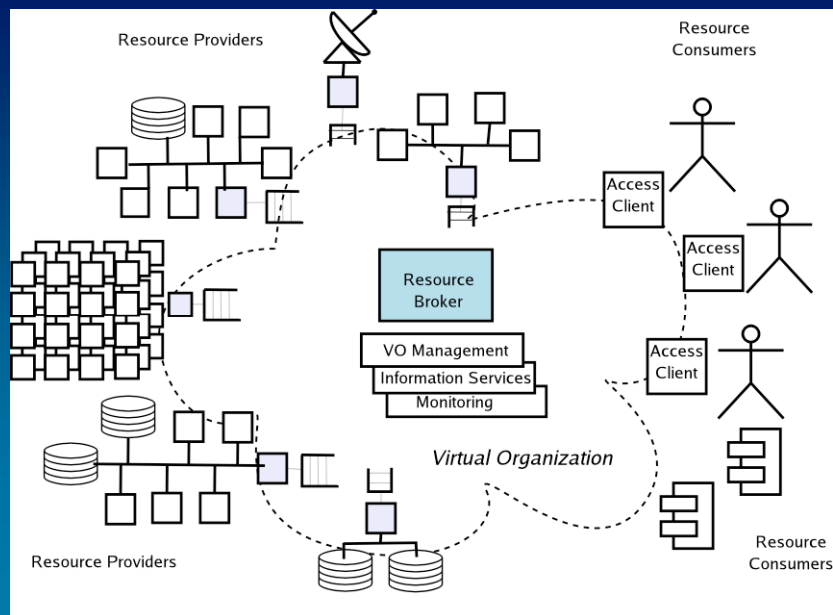 Resource Providers
Resource
Consumers
Access
Client
Access
Client
Resource
Broker
Access
Client
VO Management
Information Services
Monitoring
Virtual Organization
Resource Providers
Resource
Consumers